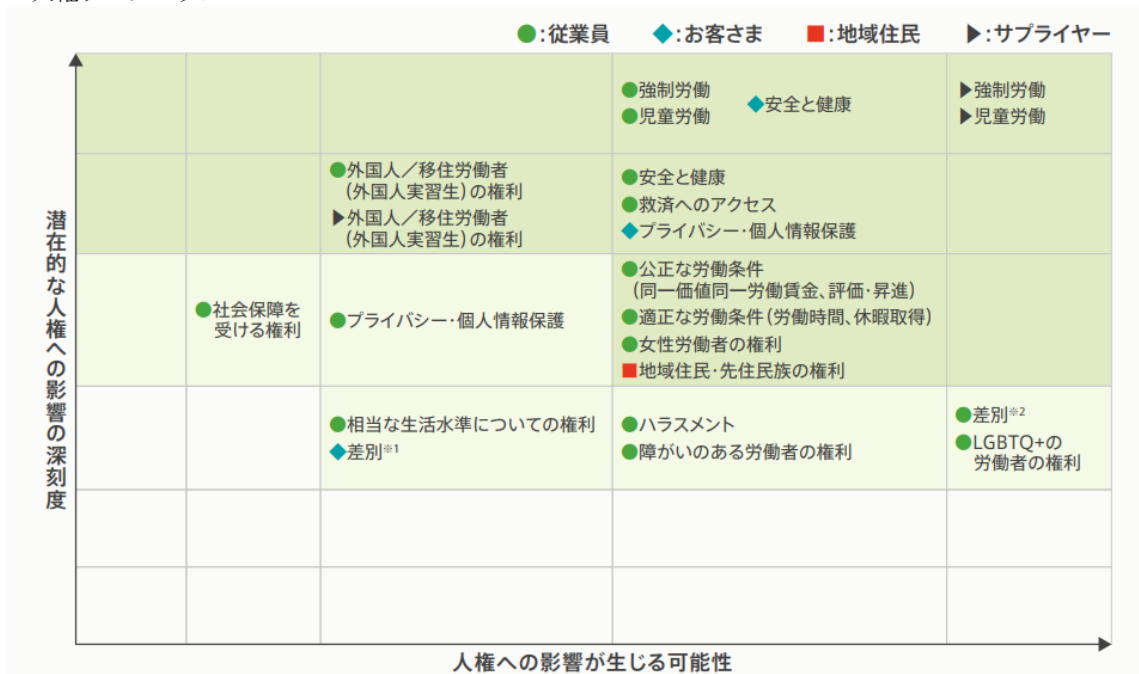 ●:従業員 ◆:お客さま ■:地域住民 ▶:サプライヤー
●強制労働
●児童労働
◆安全と健康
▶強制労働
▶児童労働
●外国人／移住労働者
(外国人実習生)の権利
▶外国人／移住労働者
(外国人実習生)の権利
●安全と健康
●救済へのアクセス
◆プライバシー・個人情報保護
●社会保障を
受ける権利
●プライバシー・個人情報保護
●公正な労働条件
(同一価値同一労働賃金、評価・昇進)
●適正な労働条件(労働時間、休暇取得)
●女性労働者の権利
■地域住民・先住民族の権利
●相当な生活水準についての権利
◆差別※1
●ハラスメント
●障がいのある労働者の権利
●差別※2
●LGBTQ+の
労働者の権利
潜在的な人権への影響の深刻度
人権への影響が生じる可能性